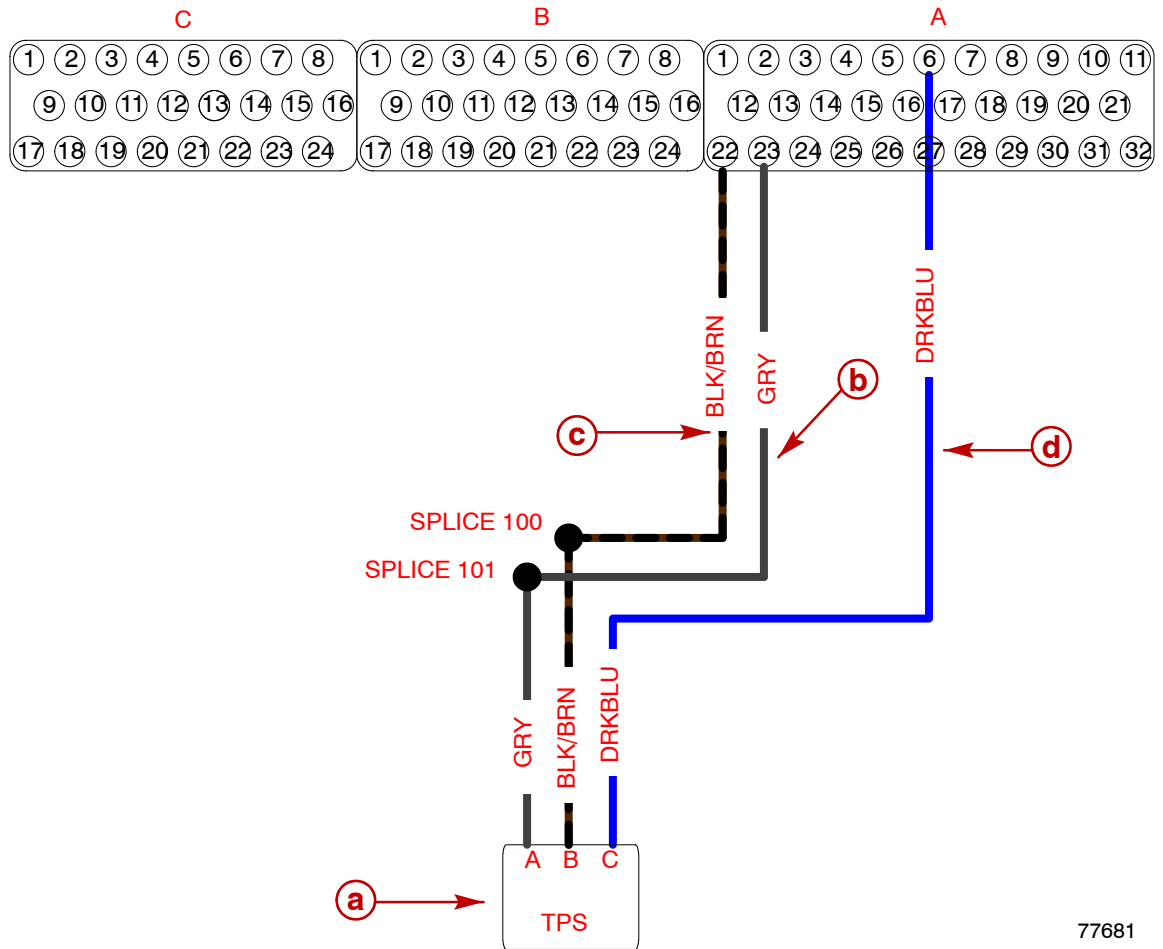 C B A
1 2 3 4 5 6 7 8 1 2 3 4 5 6 7 8 1 2 3 4 5 6 7 8 9 10 11
9 10 11 12 13 14 15 16 9 10 11 12 13 14 15 16 12 13 14 15 16 17 18 19 20 21
17 18 19 20 21 22 23 24 17 18 19 20 21 22 23 24 22 23 24 25 26 27 28 29 30 31 32
BLK/BRN
GRY
DRKBLU
b
c
d
SPLICE 100
SPLICE 101
GRY
BLK/BRN
DRKBLU
A B C
a
TPS
77681